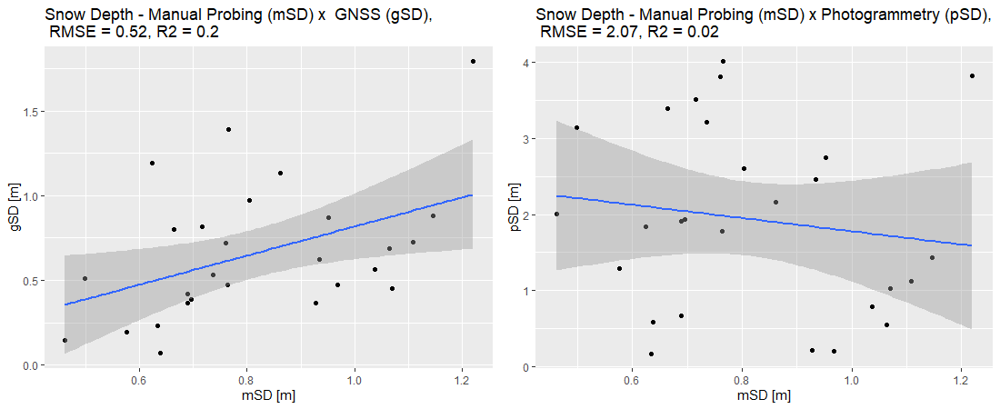 Snow Depth - Manual Probing (mSD) x  GNSS (gSD),
RMSE = 0.52, R2 = 0.2
1.5
1.0
0.5
0.0
gSD [m]
0.6 0.8 1.0 1.2
mSD [m]
Snow Depth - Manual Probing (mSD) x Photogrammetry (pSD),
RMSE = 2.07, R2 = 0.02
4
3
2
1
0
pSD [m]
0.6 0.8 1.0 1.2
mSD [m]